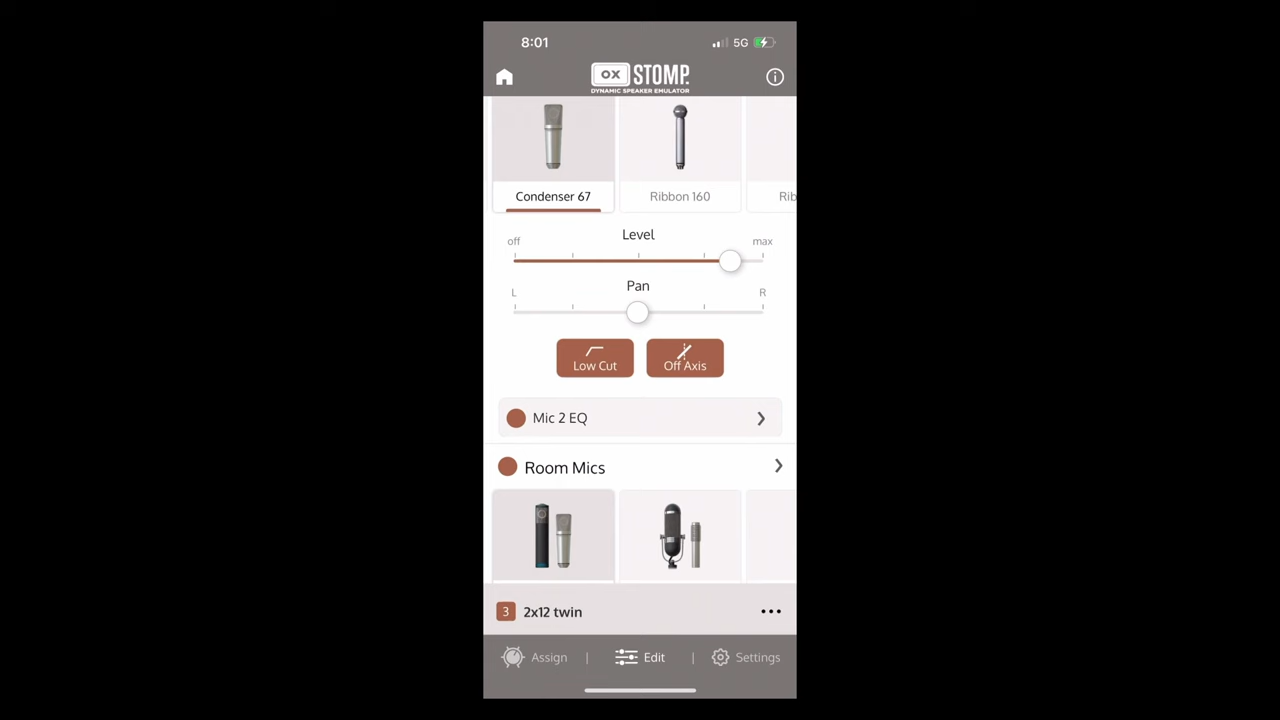 8:01
5G
OX STOMP
DYNAMIC SPEAKER EMULATOR
Condenser 67
Ribbon 160
Rib
Level
off
max
Pan
L
R
Low Cut
Off Axis
Mic 2 EQ
Room Mics
3 2x12 twin
Assign
Edit
Settings